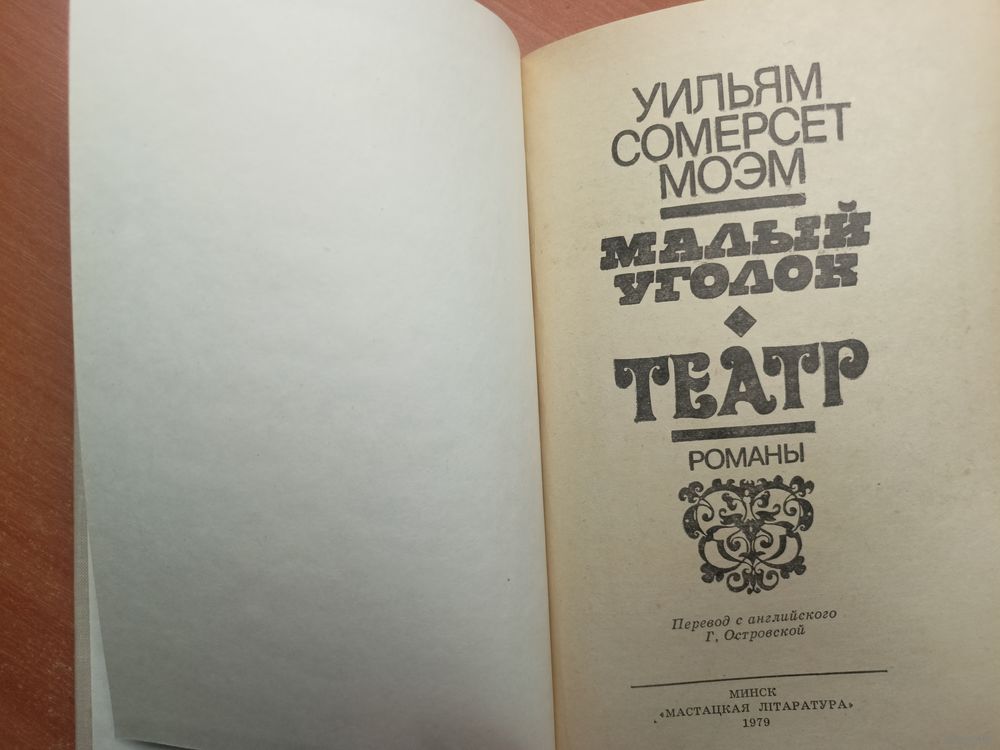 УИЛЬЯМ
СОМЕРСЕТ
МОЭМ
МАЛЫЙ
УГОЛОК
ТЕАТР
РОМАНЫ
Перевод с английского
Г. Островской
МИНСК
«МАСТАЦКАЯ ЛІТАРАТУРА»
1979